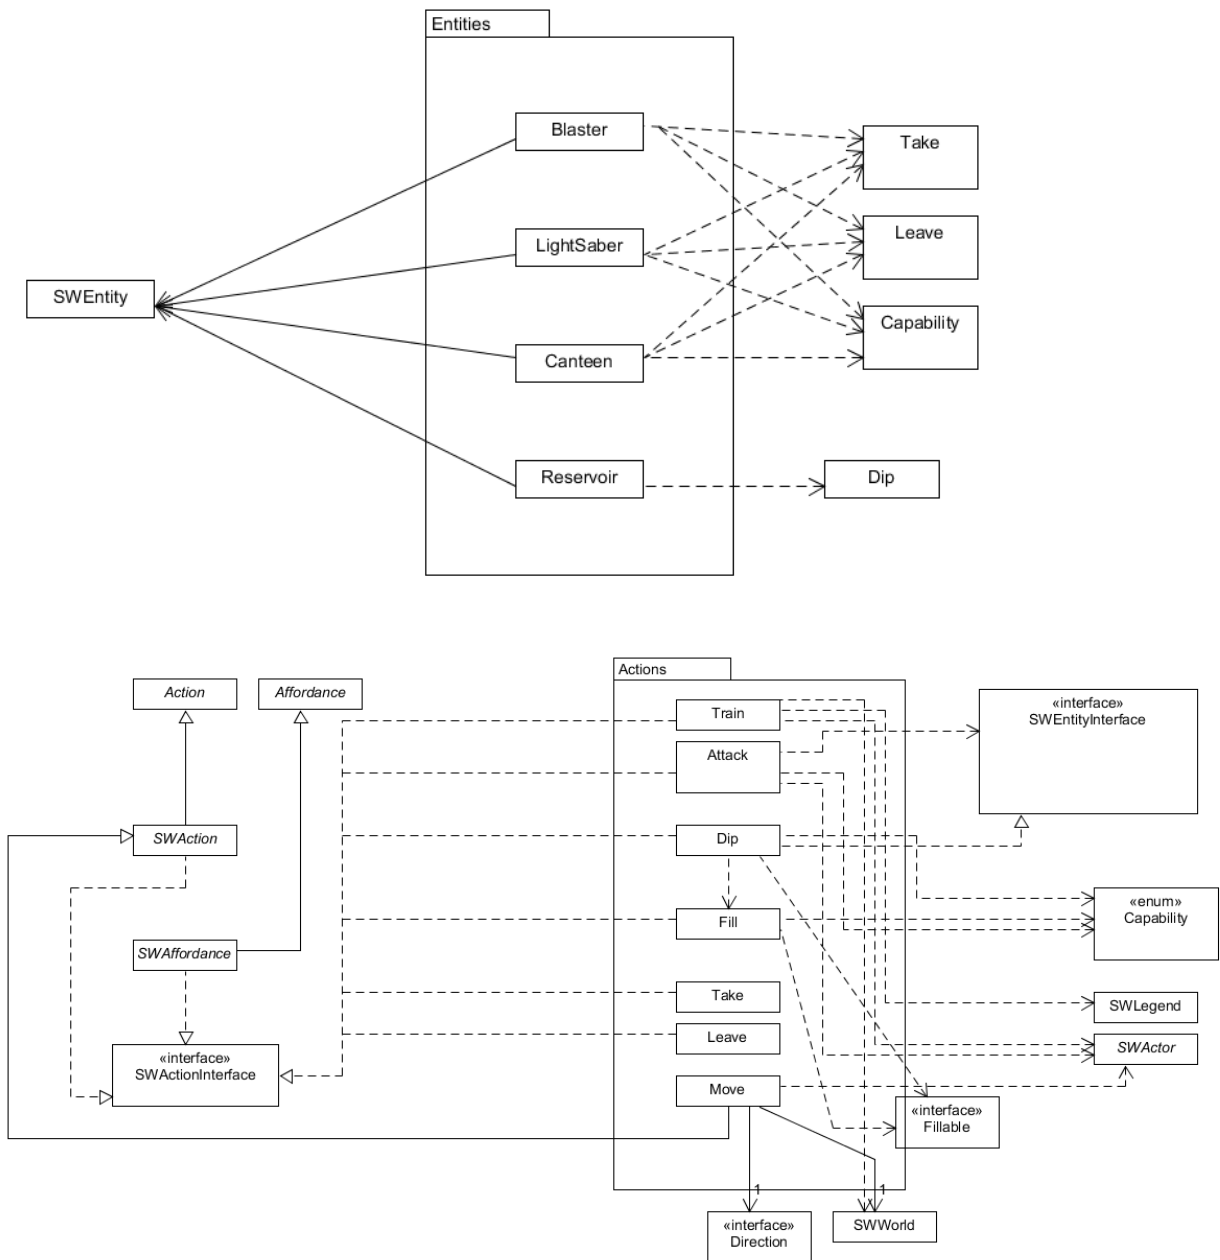 Entities
Blaster
Take
LightSaber
Leave
SWEntity
Capability
Canteen
Reservoir
Dip
Actions
Action
Affordance
Train
«interface»
SWEntityInterface
Attack
SWAction
Dip
«enum»
Capability
Fill
SWAffordance
Take
SWLegend
Leave
SWActor
«interface»
SWActionInterface
Move
«interface»
Fillable
1
1
«interface»
Direction
SWWorld